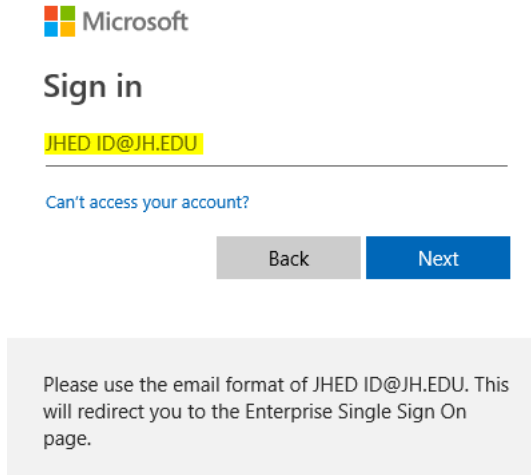 Microsoft
Sign in
JHED ID@JH.EDU
Can't access your account?
Back Next
Please use the email format of JHED ID@JH.EDU. This
will redirect you to the Enterprise Single Sign On
page.